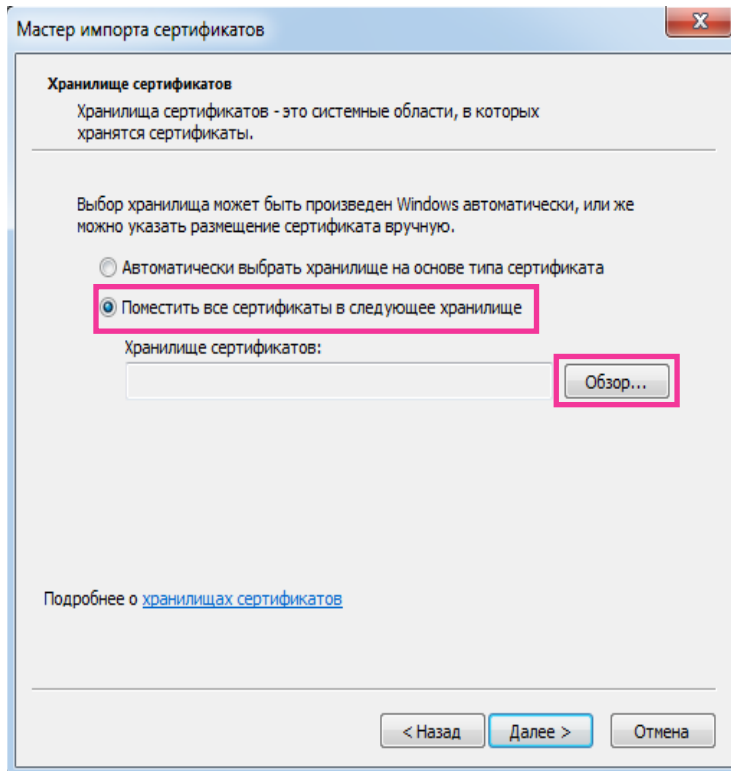 Мастер импорта сертификатов
Хранилище сертификатов
Хранилища сертификатов - это системные области, в которых
хранятся сертификаты.
Выбор хранилища может быть произведен Windows автоматически, или же
можно указать размещение сертификата вручную.
Автоматически выбрать хранилище на основе типа сертификата
Поместить все сертификаты в следующее хранилище
Хранилище сертификатов:
Обзор...
Подробнее о хранилищах сертификатов
< Назад Далее > Отмена